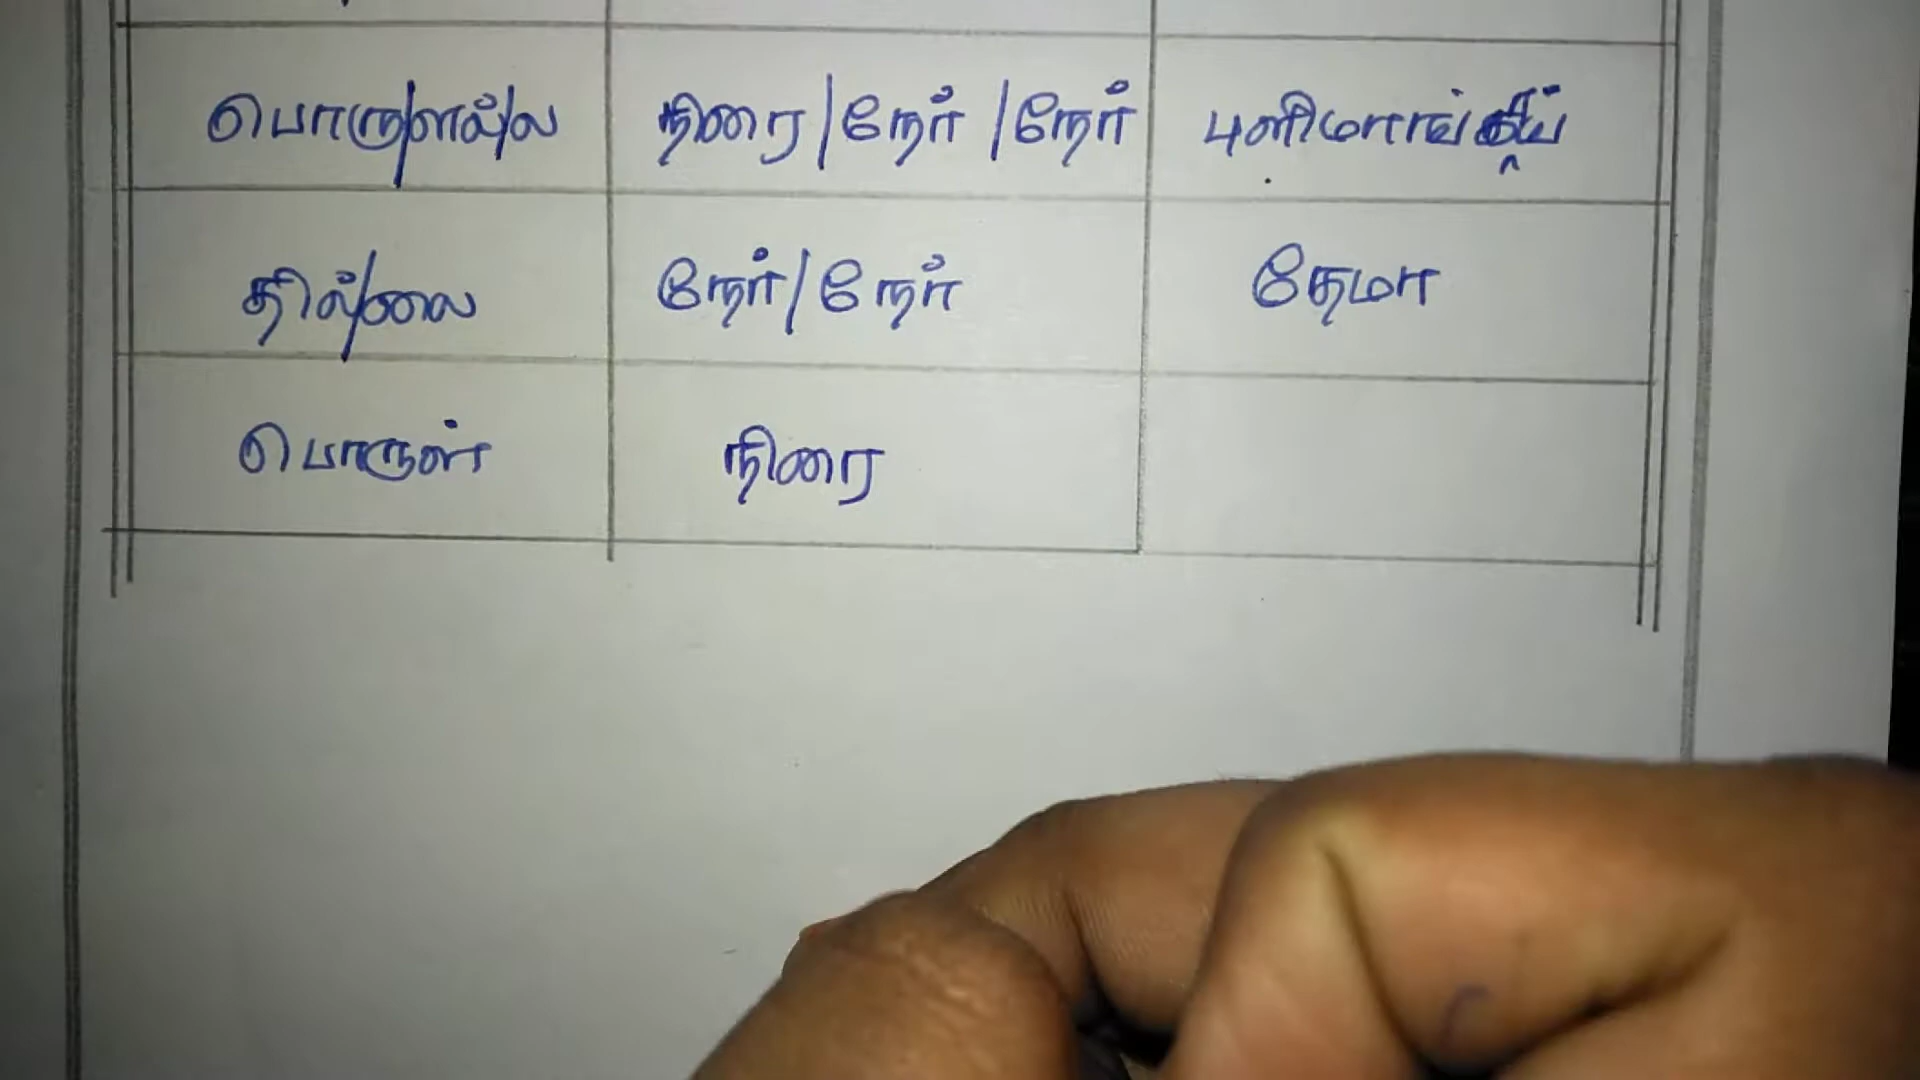 பொரு/ளல்/ல நிரை/நேர்/நேர்
தில்/லை நேர்/நேர் தேமா
பொருள் நிரை